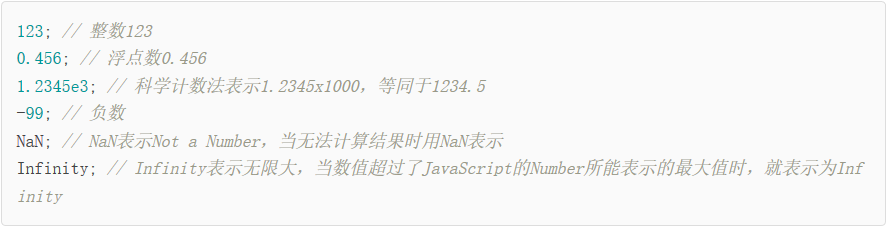 123; // 整数123
0.456; // 浮点数0.456
1.2345e3; // 科学计数法表示1.2345x1000，等同于1234.5
-99; // 负数
NaN; // NaN表示Not a Number，当无法计算结果时用NaN表示
Infinity; // Infinity表示无限大，当数值超过了JavaScript的Number所能表示的最大值时，就表示为Inf
inity